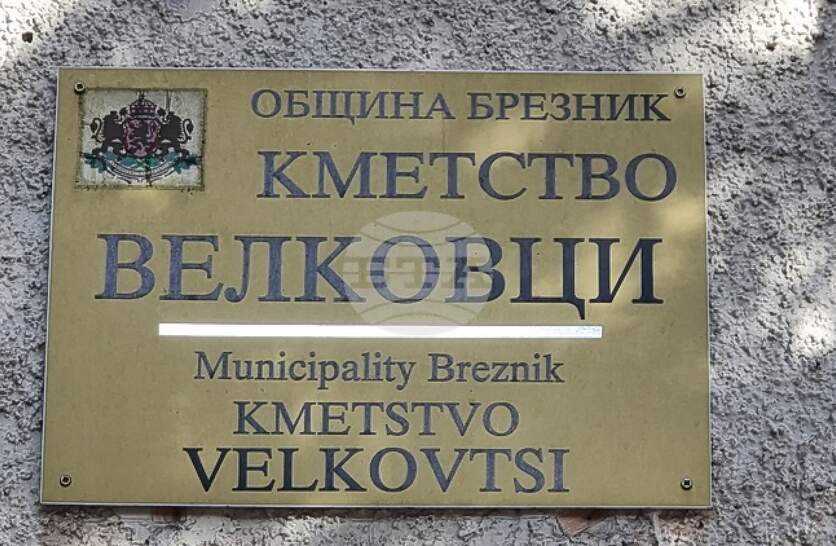 ОБЩИНА БРЕЗНИК
КМЕТСТВО
ВЕЛКОВЦИ
Municipality Breznik
KMETSTVO
VELKOVTSI